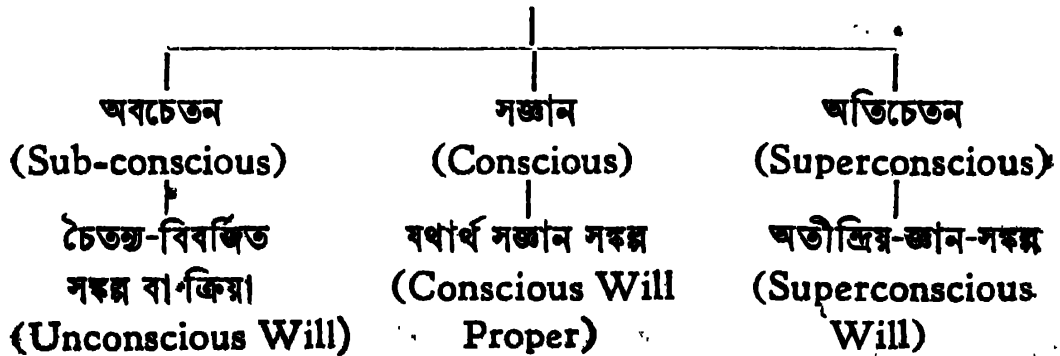 অবচেতন সজ্ঞান অতিচেতন
(Sub-conscious) (Conscious) (Superconscious)
চৈতন্য-বিবর্জিত যথার্থ সজ্ঞান সঙ্কল্প অতীন্দ্রিয়-জ্ঞান-সঙ্কল্প
সঙ্কল্প বা ক্রিয়া (Conscious Will (Superconscious
(Unconscious Will) Proper) Will)